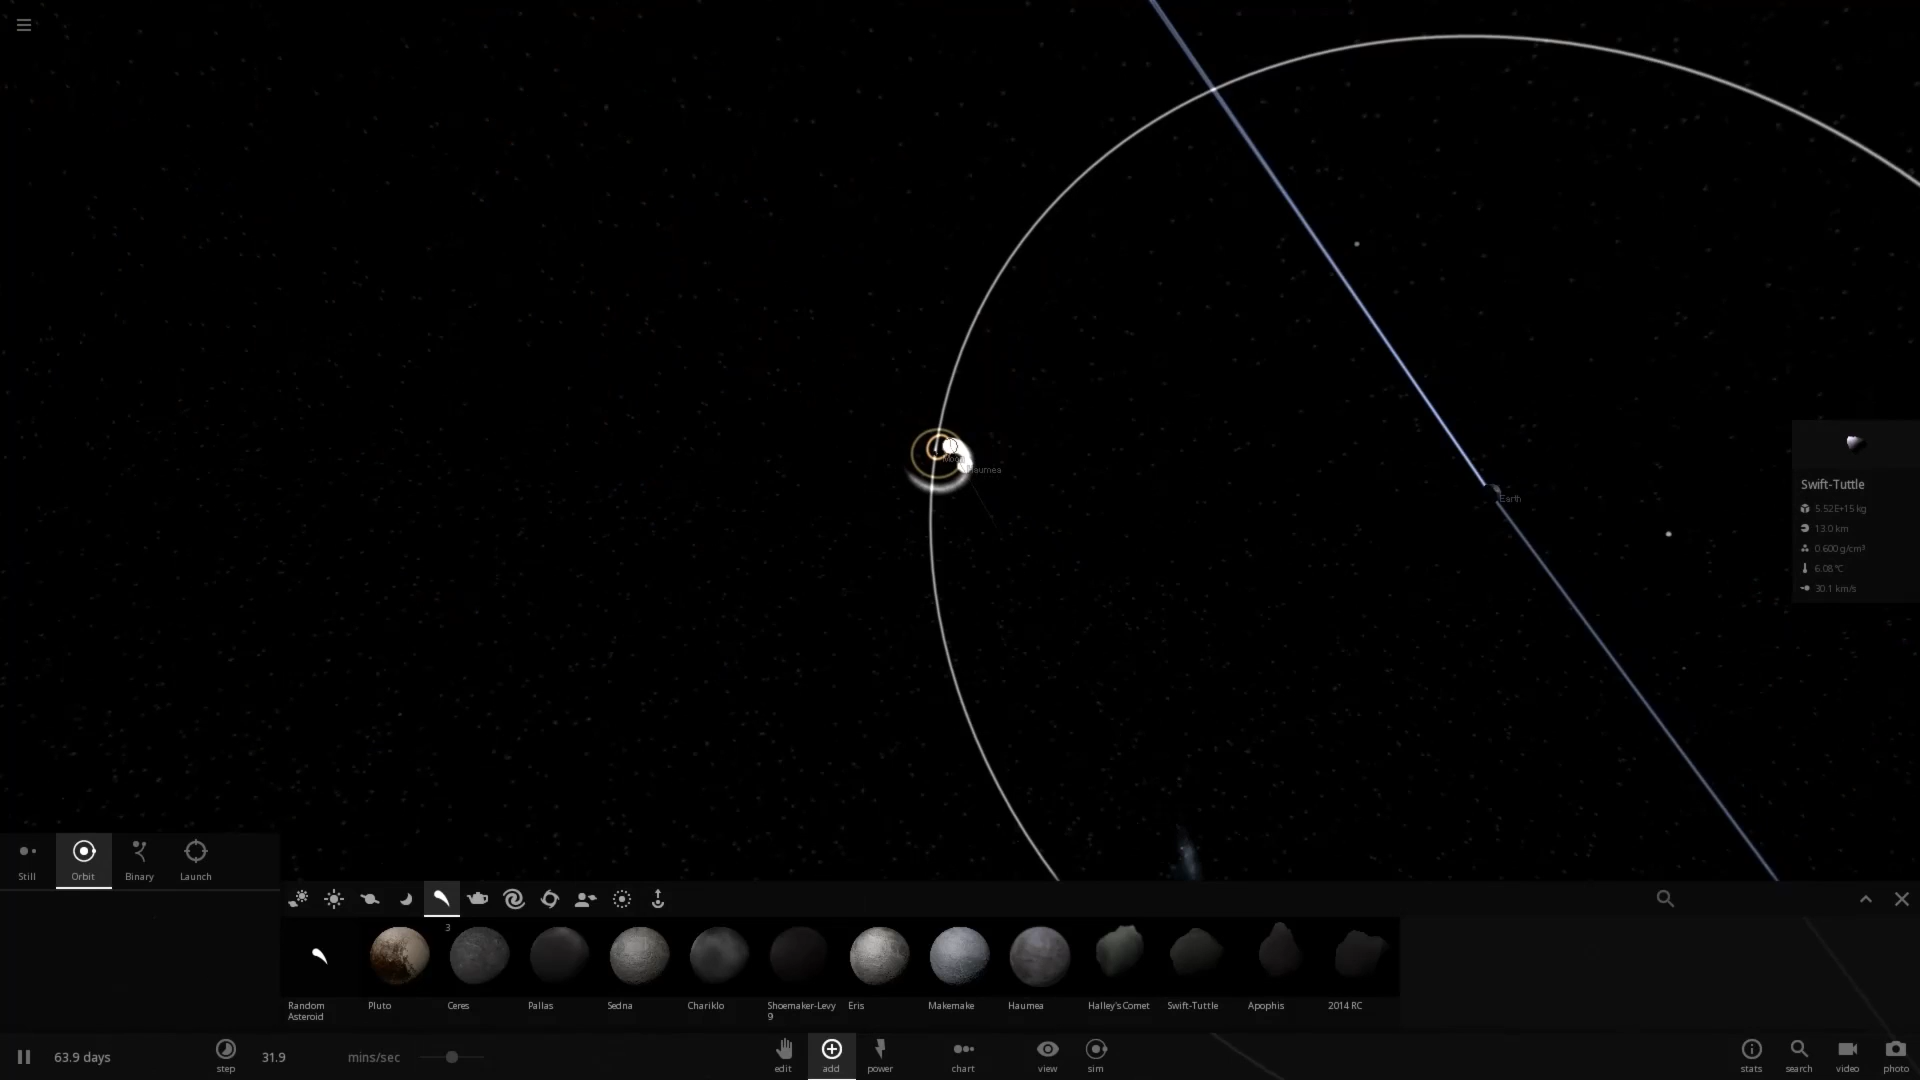 Moon
Haumea
Earth
Swift-Tuttle
5.52E+15 kg
13.0 km
0.600 g/cm³
6.08 °C
30.1 km/s
Still
Orbit
Binary
Launch
3
Random Asteroid
Pluto
Ceres
Pallas
Sedna
Chariklo
Shoemaker-Levy 9
Eris
Makemake
Haumea
Halley's Comet
Swift-Tuttle
Apophis
2014 RC
63.9 days
step
31.9
mins/sec
edit
add
power
chart
view
sim
stats
search
video
photo